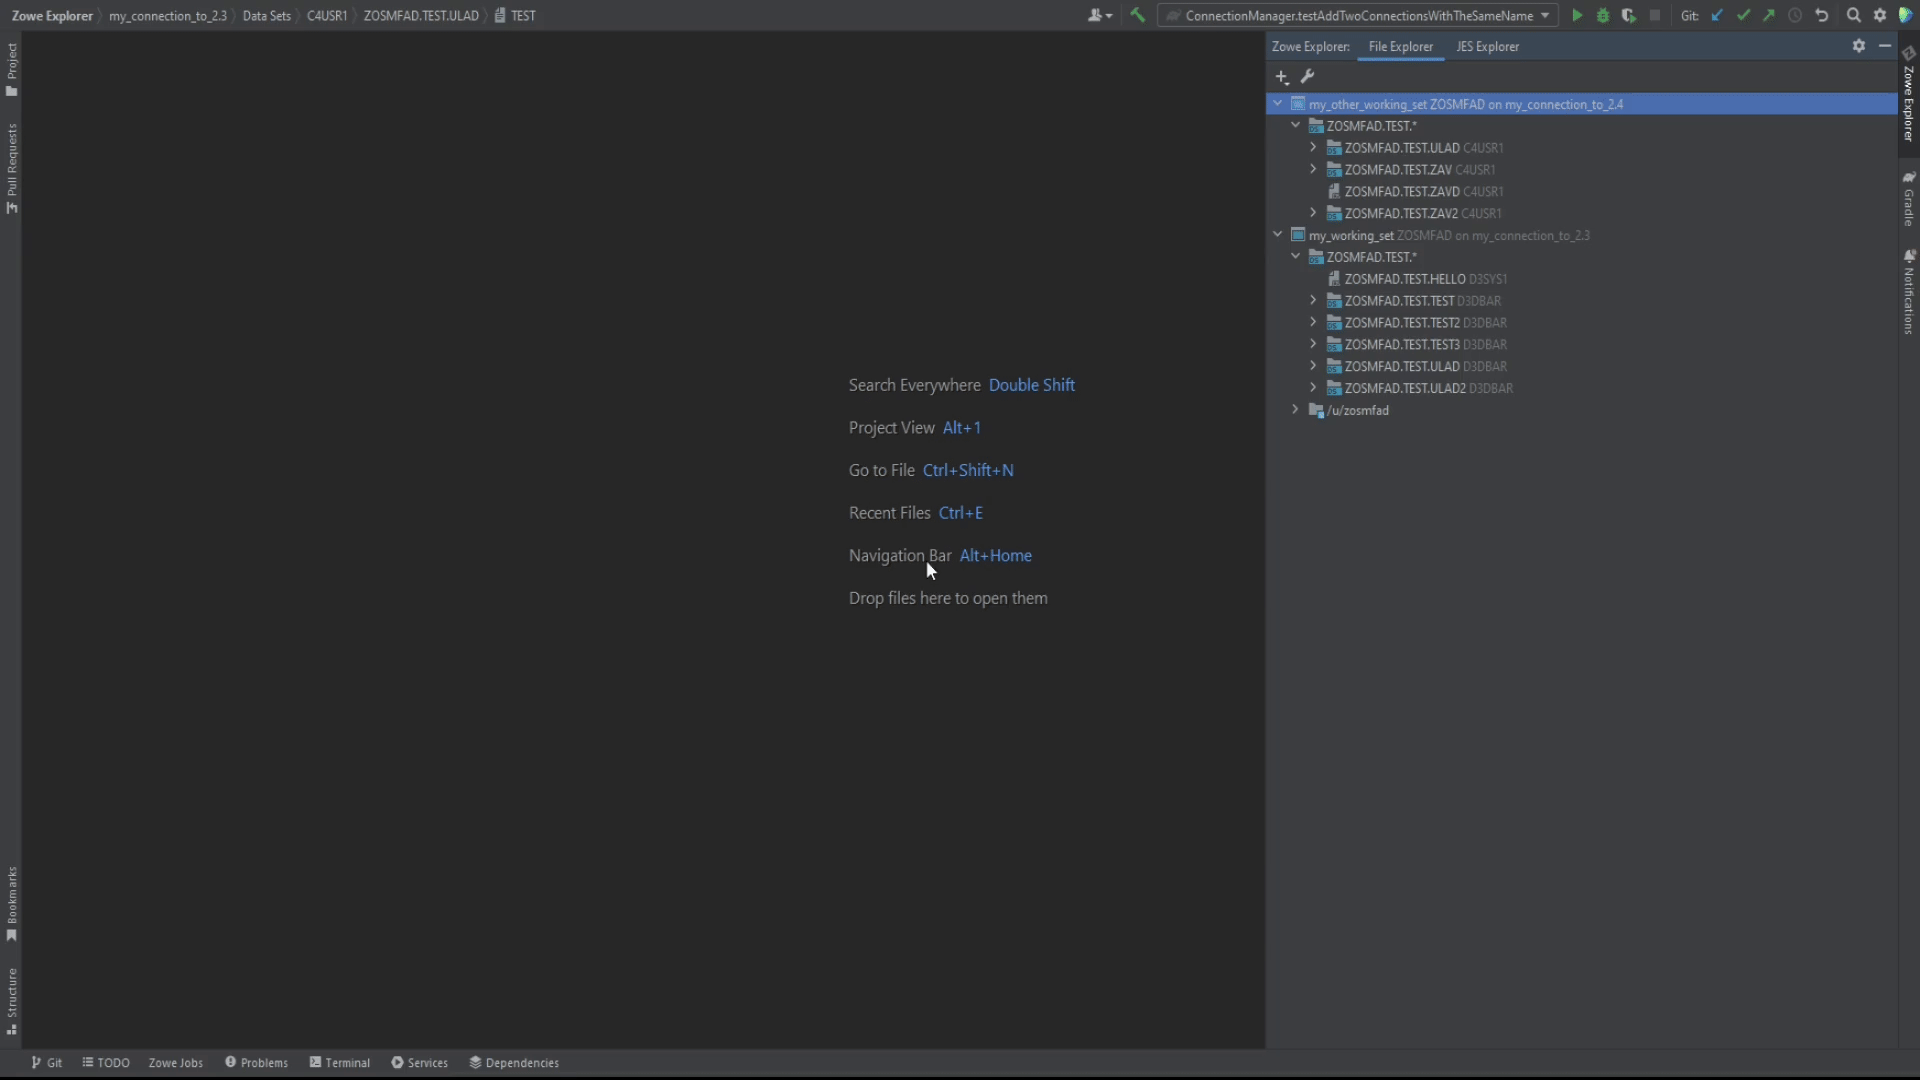 Zowe Explorer my_connection_to_2.3 Data Sets C4USR1 ZOSMFAD.TEST.ULAD TEST
ConnectionManager.testAddTwoConnectionsWithTheSameName
Git:
Project
Pull Requests
Bookmarks
Structure
Search Everywhere Double Shift
Project View Alt+1
Go to File Ctrl+Shift+N
Recent Files Ctrl+E
Navigation Bar Alt+Home
Drop files here to open them
Zowe Explorer: File Explorer JES Explorer
my_other_working_set ZOSMFAD on my_connection_to_2.4
ZOSMFAD.TEST.*
ZOSMFAD.TEST.ULAD C4USR1
ZOSMFAD.TEST.ZAV C4USR1
ZOSMFAD.TEST.ZAVD C4USR1
ZOSMFAD.TEST.ZAV2 C4USR1
my_working_set ZOSMFAD on my_connection_to_2.3
ZOSMFAD.TEST.*
ZOSMFAD.TEST.HELLO D3SYS1
ZOSMFAD.TEST.TEST D3DBAR
ZOSMFAD.TEST.TEST2 D3DBAR
ZOSMFAD.TEST.TEST3 D3DBAR
ZOSMFAD.TEST.ULAD D3DBAR
ZOSMFAD.TEST.ULAD2 D3DBAR
/u/zosmfad
Zowe Explorer
Gradle
Notifications
Git TODO Zowe Jobs Problems Terminal Services Dependencies